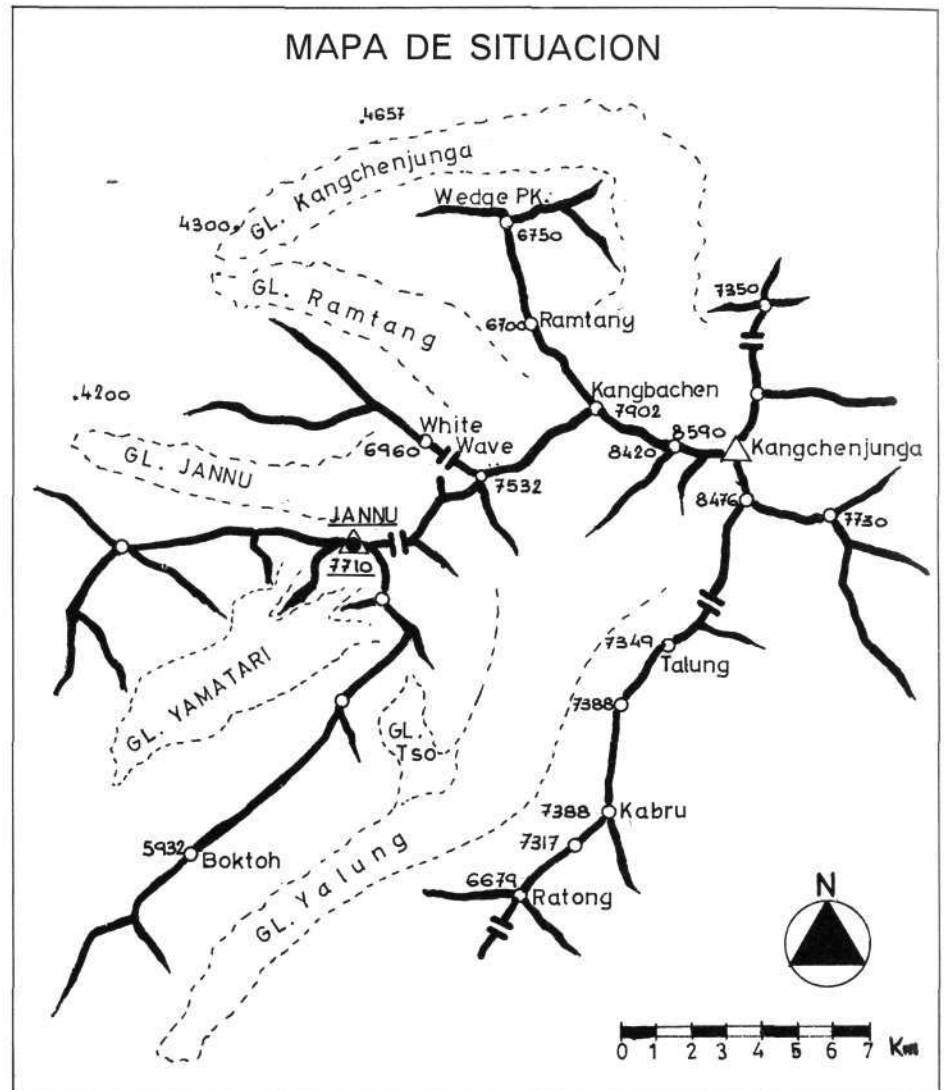 MAPA DE SITUACION
.4657
GL. Kangchenjunga
Wedge PK.
4300.
6750
GL. Ramtang
7350
6700 Ramtany
.4200
Kangbachen
7902
White
Wave
6960
8590
8420
Kangchenjunga
GL. JANNU
7532
8476
7730
JANNU
7710
7349
Talung
GL. YAMATARI
7388
GL.
Tso
7388 Kabru
7317
5932
Boktoh
GL. Yalung
6679
Ratong
N
0 1 2 3 4 5 6 7 Km